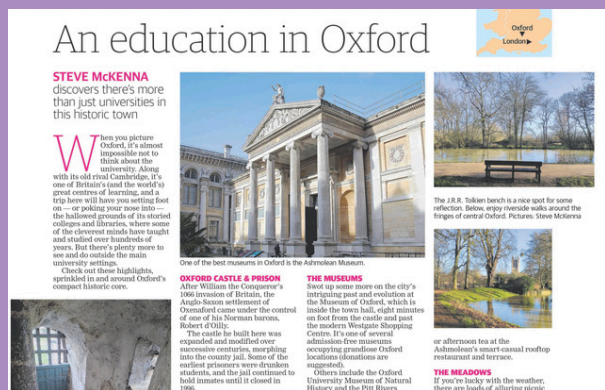 An education in Oxford
Oxford
London
STEVE McKENNA
discovers there's more
than just universities in
this historic town
When you picture
Oxford, it's almost
impossible not to
think about the
university. Along
with its old rival Cambridge, it's
one of Britain's (and the world's)
great centres of learning, and a
trip here will have you setting foot
on — or poking your nose into —
the hallowed grounds of its storied
colleges and libraries, where some
of the cleverest minds have taught
and studied over hundreds of
years. But there's plenty more to
see and do outside the main
university settings.
Check out these highlights,
sprinkled in and around Oxford's
compact historic core.
One of the best museums in Oxford is the Ashmolean Museum.
OXFORD CASTLE & PRISON
After William the Conqueror's
1066 invasion of Britain, the
Anglo-Saxon settlement of
Oxenaford came under the control
of one of his Norman barons,
Robert d'Oilly.
The castle he built here was
expanded and modified over
successive centuries, morphing
into the county jail. Some of the
earliest prisoners were drunken
students, and the jail continued to
hold inmates until it closed in
1996.
THE MUSEUMS
Swot up some more on the city's
intriguing past and evolution at
the Museum of Oxford, which is
inside the town hall, eight minutes
on foot from the castle and past
the modern Westgate Shopping
Centre. It's one of several
admission-free museums
occupying grandiose Oxford
locations (donations are
suggested).
Others include the Oxford
University Museum of Natural
History and the Pitt Rivers
The J.R.R. Tolkien bench is a nice spot for some
reflection. Below, enjoy riverside walks around the
fringes of central Oxford. Pictures: Steve McKenna
or afternoon tea at the
Ashmolean's smart-casual rooftop
restaurant and terrace.
THE MEADOWS
If you're lucky with the weather,
there are loads of alluring picnic